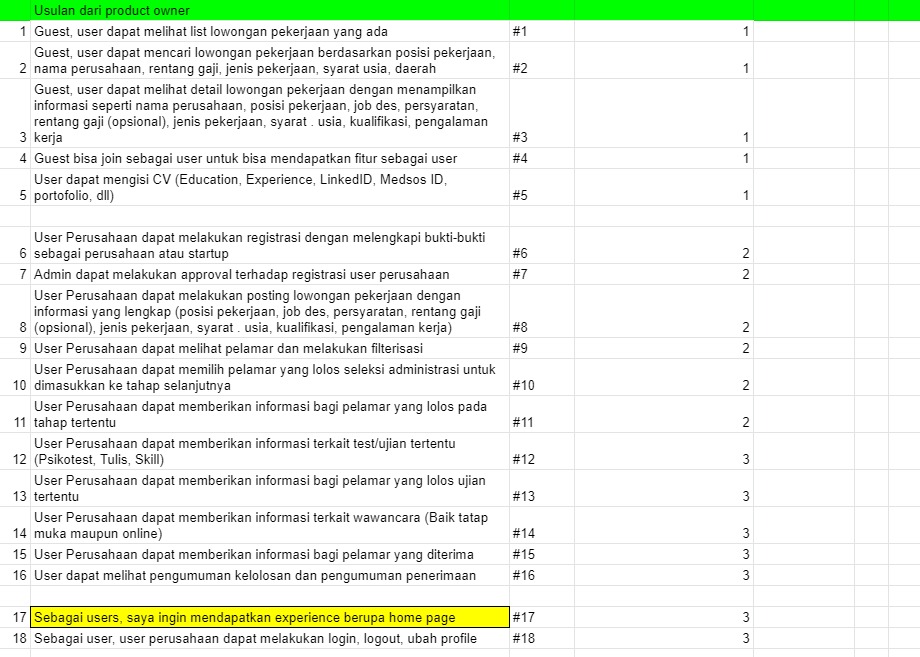 Usulan dari product owner
1 Guest, user dapat melihat list lowongan pekerjaan yang ada #1 1
Guest, user dapat mencari lowongan pekerjaan berdasarkan posisi pekerjaan,
2 nama perusahaan, rentang gaji, jenis pekerjaan, syarat usia, daerah #2 1
Guest, user dapat melihat detail lowongan pekerjaan dengan menampilkan
informasi seperti nama perusahaan, posisi pekerjaan, job des, persyaratan,
rentang gaji (opsional), jenis pekerjaan, syarat . usia, kualifikasi, pengalaman
3 kerja #3 1
4 Guest bisa join sebagai user untuk bisa mendapatkan fitur sebagai user #4 1
User dapat mengisi CV (Education, Experience, LinkedID, Medsos ID,
5 portofolio, dll) #5 1
User Perusahaan dapat melakukan registrasi dengan melengkapi bukti-bukti
6 sebagai perusahaan atau startup #6 2
7 Admin dapat melakukan approval terhadap registrasi user perusahaan #7 2
User Perusahaan dapat melakukan posting lowongan pekerjaan dengan
informasi yang lengkap (posisi pekerjaan, job des, persyaratan, rentang gaji
8 (opsional), jenis pekerjaan, syarat . usia, kualifikasi, pengalaman kerja) #8 2
9 User Perusahaan dapat melihat pelamar dan melakukan filterisasi #9 2
User Perusahaan dapat memilih pelamar yang lolos seleksi administrasi untuk
10 dimasukkan ke tahap selanjutnya #10 2
User Perusahaan dapat memberikan informasi bagi pelamar yang lolos pada
11 tahap tertentu #11 2
User Perusahaan dapat memberikan informasi terkait test/ujian tertentu
12 (Psikotest, Tulis, Skill) #12 3
User Perusahaan dapat memberikan informasi bagi pelamar yang lolos ujian
13 tertentu #13 3
User Perusahaan dapat memberikan informasi terkait wawancara (Baik tatap
14 muka maupun online) #14 3
15 User Perusahaan dapat memberikan informasi bagi pelamar yang diterima #15 3
16 User dapat melihat pengumuman kelolosan dan pengumuman penerimaan #16 3
17 Sebagai users, saya ingin mendapatkan experience berupa home page #17 3
18 Sebagai user, user perusahaan dapat melakukan login, logout, ubah profile #18 3